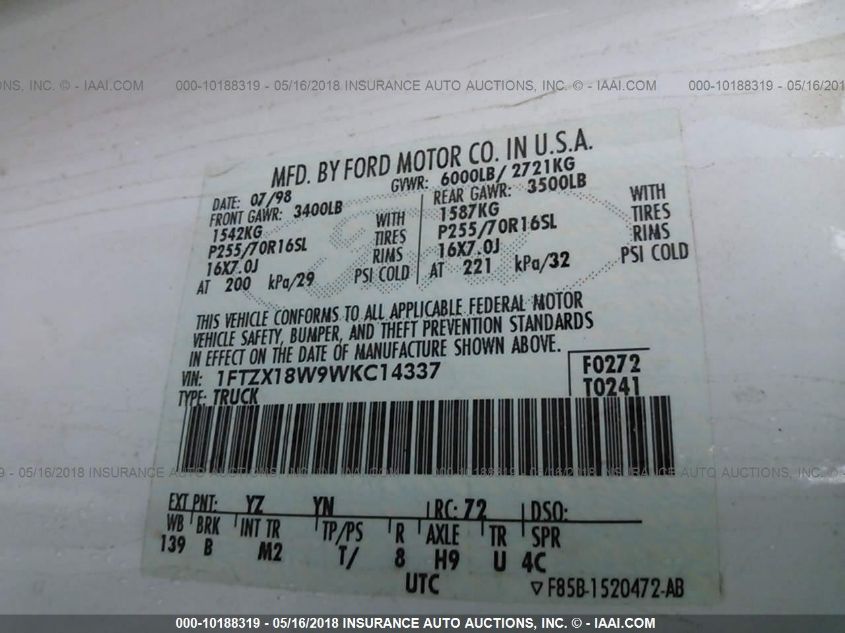 000-10188319 - 05/16/2018 INSURANCE AUTO AUCTIONS, INC. - IAAI.COM
MFD. BY FORD MOTOR CO. IN U.S.A.
DATE: 07/98 GVWR: 6000LB/ 2721KG
FRONT GAWR: 3400LB REAR GAWR: 3500LB
1542KG WITH 1587KG WITH
P255/70R16SL TIRES P255/70R16SL TIRES
16X7.0J RIMS 16X7.0J RIMS
AT 200 kPa/29 PSI COLD AT 221 kPa/32 PSI COLD
THIS VEHICLE CONFORMS TO ALL APPLICABLE FEDERAL MOTOR
VEHICLE SAFETY, BUMPER, AND THEFT PREVENTION STANDARDS
IN EFFECT ON THE DATE OF MANUFACTURE SHOWN ABOVE.
VIN: 1FTZX18W9WKC14337 F0272
TYPE: TRUCK T0241
000-10188319 - 05/16/2018 INSURANCE AUTO AUCTIONS, INC. - IAAI.COM
EXT PNT: YZ YN RC: 72 DSO:
WB BRK INT TR TP/PS R AXLE TR SPR
139 B M2 T/ 8 H9 U 4C
UTC F85B-1520472-AB
000-10188319 - 05/16/2018 INSURANCE AUTO AUCTIONS, INC. - IAAI.COM